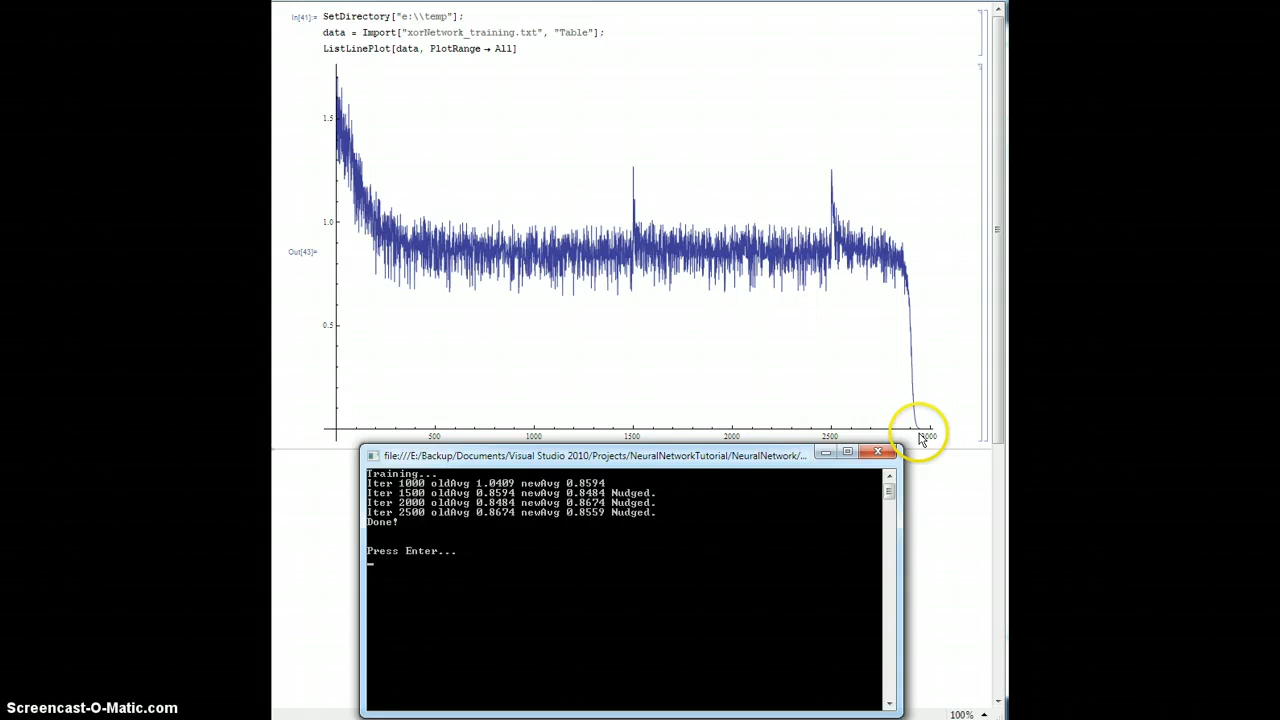 In[41]:= SetDirectory["e:\\temp"];
data = Import["xorNetwork_training.txt", "Table"];
ListLinePlot[data, PlotRange → All]
1.5
1.0
Out[43]=
0.5
500 1000 1500 2000 2500 3000
file:///E:/Backup/Documents/Visual Studio 2010/Projects/NeuralNetworkTutorial/NeuralNetwork/...
Training...
Iter 1000 oldAvg 1.0409 newAvg 0.8594
Iter 1500 oldAvg 0.8594 newAvg 0.8484 Nudged.
Iter 2000 oldAvg 0.8484 newAvg 0.8674
Iter 2500 oldAvg 0.8674 newAvg 0.8559 Nudged.
Done!
Press Enter...
Screencast-O-Matic.com
100%